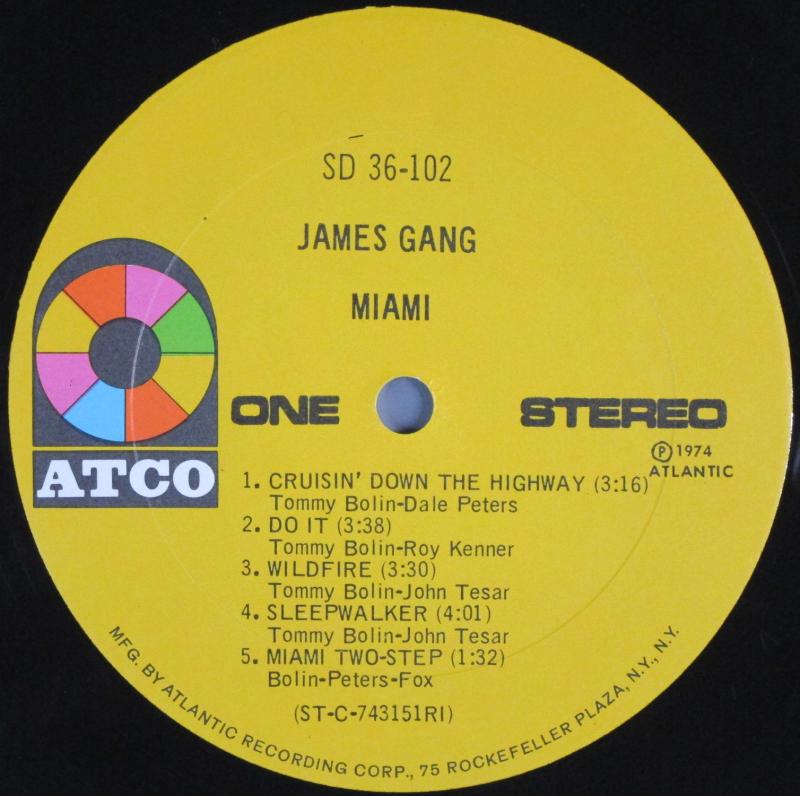 SD 36-102
JAMES GANG
MIAMI
ONE
STEREO
℗ 1974
ATLANTIC
ATCO
1. CRUISIN' DOWN THE HIGHWAY (3:16)
Tommy Bolin-Dale Peters
2. DO IT (3:38)
Tommy Bolin-Roy Kenner
3. WILDFIRE (3:30)
Tommy Bolin-John Tesar
4. SLEEPWALKER (4:01)
Tommy Bolin-John Tesar
5. MIAMI TWO-STEP (1:32)
Bolin-Peters-Fox
(ST-C-743151RI)
MFG. BY ATLANTIC RECORDING CORP., 75 ROCKEFELLER PLAZA, N.Y., N.Y.